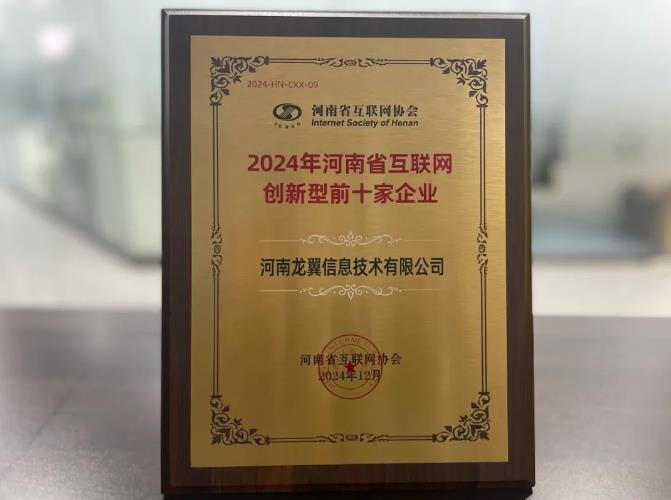 2024-HN-CXX-09
河南省互联网协会
Internet Society of Henan
HENAN
2024年河南省互联网
创新型前十家企业
河南龙翼信息技术有限公司
河南省互联网协会
2024年12月